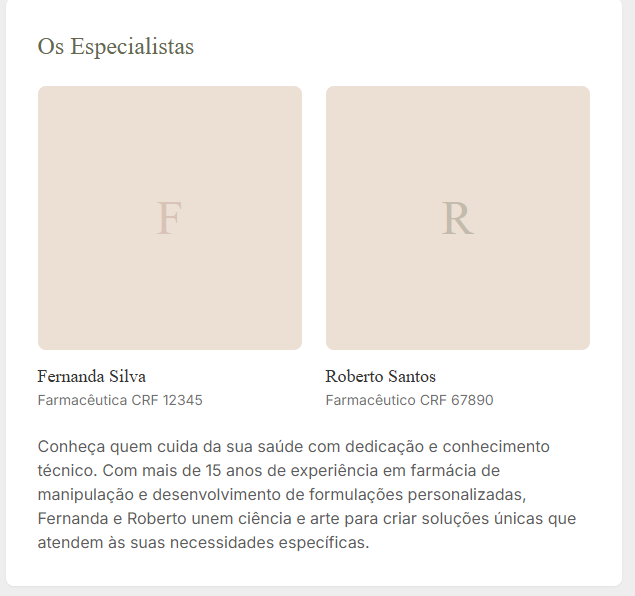 Os Especialistas
F
R
Fernanda Silva
Farmacêutica CRF 12345
Roberto Santos
Farmacêutico CRF 67890
Conheça quem cuida da sua saúde com dedicação e conhecimento
técnico. Com mais de 15 anos de experiência em farmácia de
manipulação e desenvolvimento de formulações personalizadas,
Fernanda e Roberto unem ciência e arte para criar soluções únicas que
atendem às suas necessidades específicas.